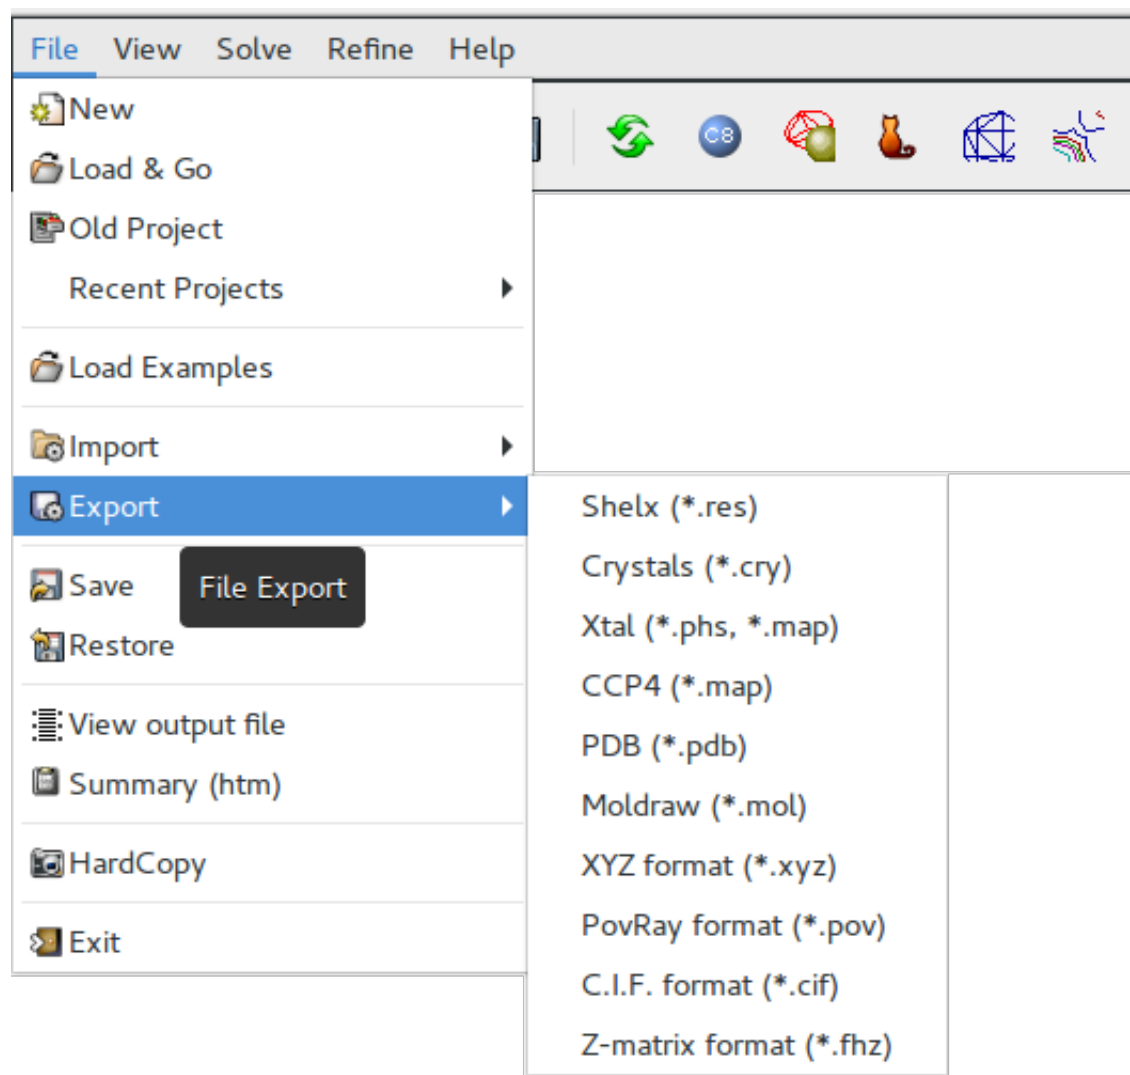 File View Solve Refine Help
New
Load & Go
Old Project
Recent Projects
Load Examples
Import
Export
File Export
Save
Restore
View output file
Summary (htm)
HardCopy
Exit
C8
Shelx (*.res)
Crystals (*.cry)
Xtal (*.phs, *.map)
CCP4 (*.map)
PDB (*.pdb)
Moldraw (*.mol)
XYZ format (*.xyz)
PovRay format (*.pov)
C.I.F. format (*.cif)
Z-matrix format (*.fhz)